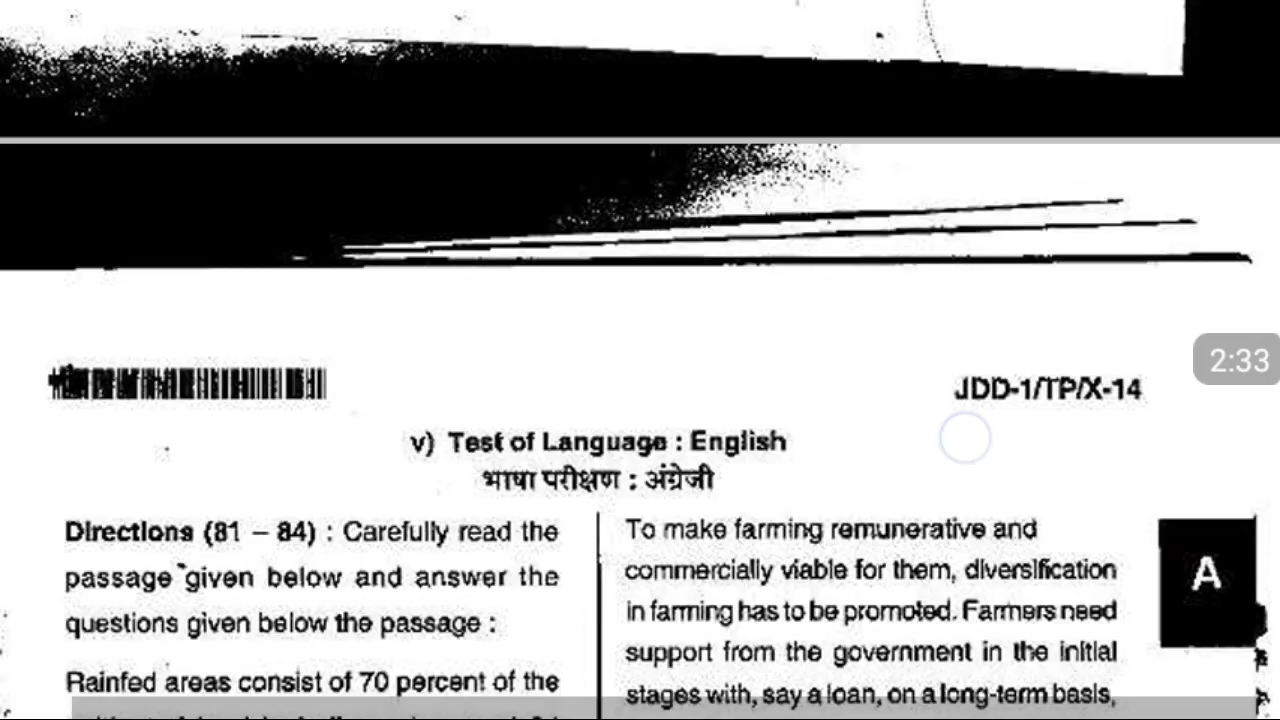 2:33
JDD-1/TP/X-14
v) Test of Language : English
भाषा परीक्षण : अंग्रेजी
Directions (81 – 84) : Carefully read the
passage given below and answer the
questions given below the passage :
Rainfed areas consist of 70 percent of the
To make farming remunerative and
commercially viable for them, diversification
in farming has to be promoted. Farmers need
support from the government in the initial
stages with, say a loan, on a long-term basis,
A